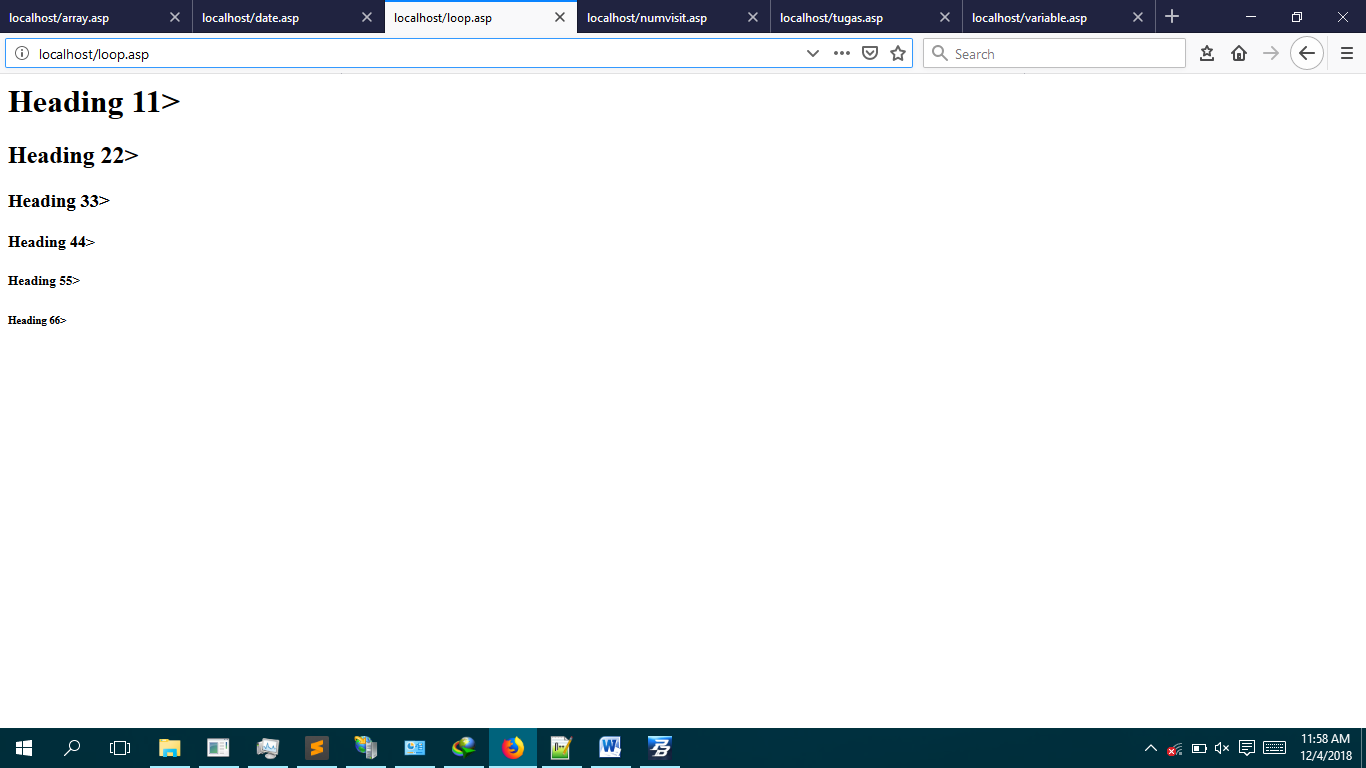 localhost/array.asp localhost/date.asp localhost/loop.asp localhost/numvisit.asp localhost/tugas.asp localhost/variable.asp
localhost/loop.asp Search
Heading 11>
Heading 22>
Heading 33>
Heading 44>
Heading 55>
Heading 66>
11:58 AM
12/4/2018